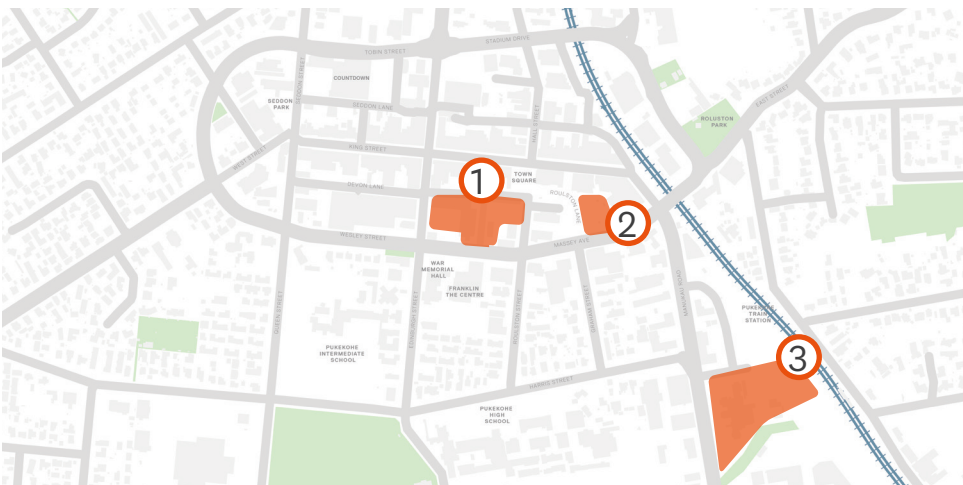 STADIUM DRIVE
TOBIN STREET
COUNTDOWN
SEDDON STREET
EAST STREET
SEDDON
PARK
SEDDON LANE
HALL STREET
ROULSTON
PARK
KING STREET
WEST STREET
TOWN
SQUARE
1
DEVON LANE
ROULSTON LANE
2
WESLEY STREET
MASSEY AVE
WAR
MEMORIAL
HALL
FRANKLIN
THE CENTRE
MANUKAU ROAD
QUEEN STREET
EDINBURGH STREET
ROULSTON STREET
PUKEKOHE
TRAIN
STATION
PUKEKOHE
INTERMEDIATE
SCHOOL
3
HARRIS STREET
PUKEKOHE
HIGH
SCHOOL